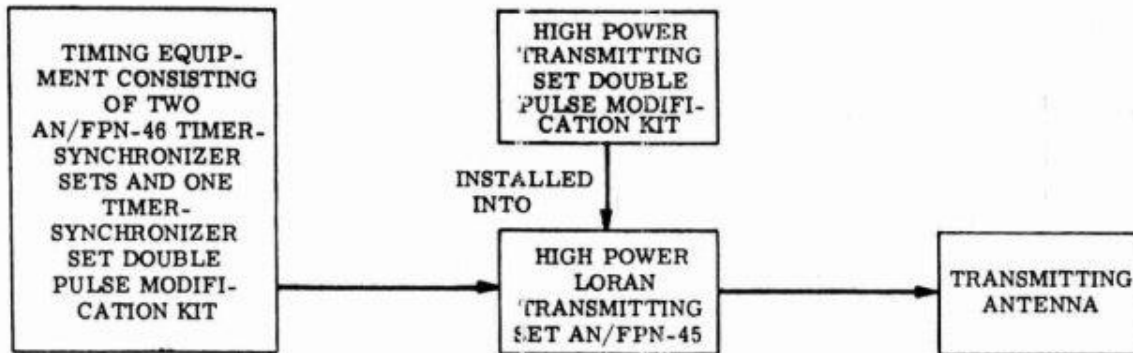 TIMING EQUIP-
MENT CONSISTING
OF TWO
AN/FPN-46 TIMER-
SYNCHRONIZER
SETS AND ONE
TIMER-
SYNCHRONIZER
SET DOUBLE
PULSE MODIFI-
CATION KIT
HIGH POWER
TRANSMITTING
SET DOUBLE
PULSE MODIFI-
CATION KIT
INSTALLED
INTO
HIGH POWER
LORAN
TRANSMITTING
SET AN/FPN-45
TRANSMITTING
ANTENNA